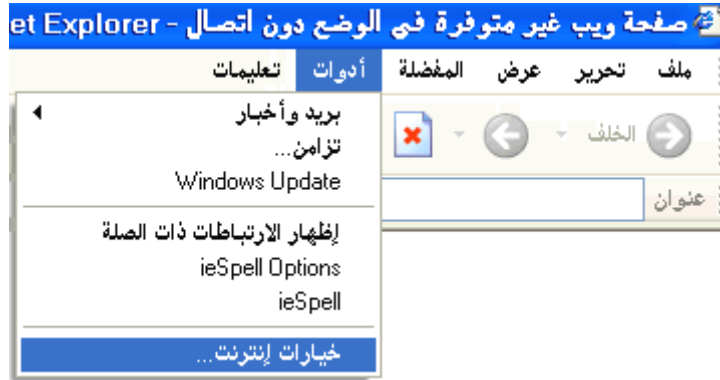 صفحة ويب غير متوفرة في الوضع دون اتصال - et Explorer
ملف تحرير عرض المفضلة أدوات تعليمات
الخلف
عنوان
بريد وأخبار
تزامن...
Windows Update
إظهار الارتباطات ذات الصلة
ieSpell Options
ieSpell
خيارات إنترنت...